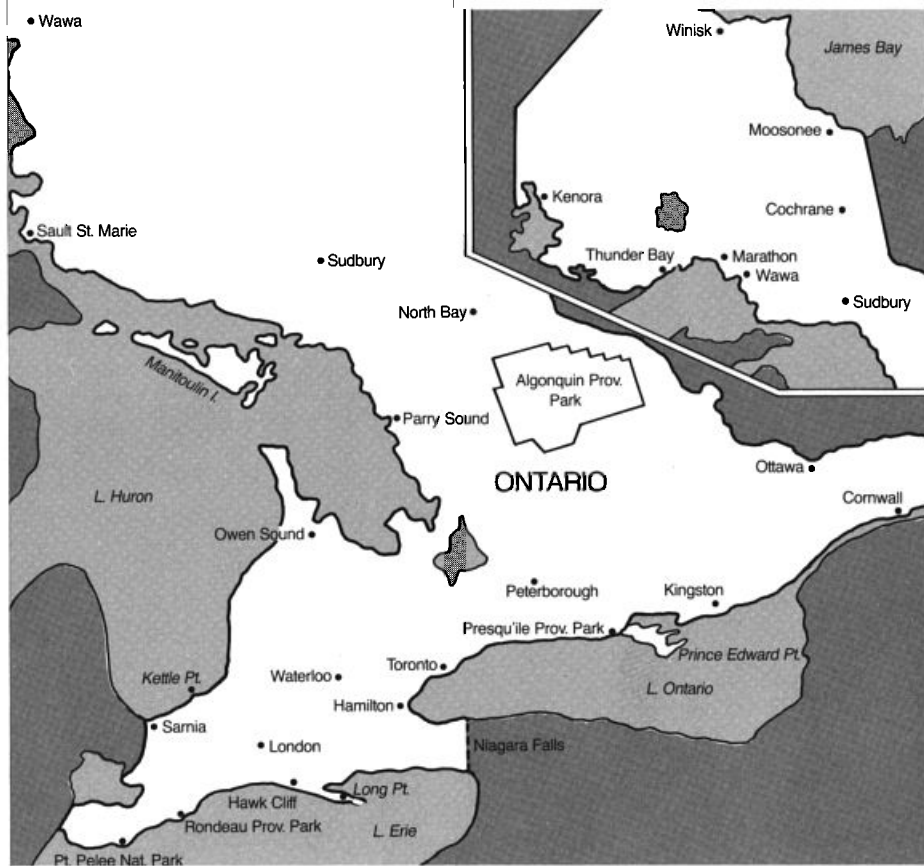 Wawa
Winisk
James Bay
Moosonee
Kenora
Cochrane
Sault St. Marie
Sudbury
Thunder Bay
Marathon
Wawa
Sudbury
North Bay
Manitoulin I.
Algonquin Prov.
Park
Parry Sound
Ottawa
ONTARIO
L. Huron
Cornwall
Owen Sound
Peterborough
Kingston
Presqu'ile Prov. Park
Prince Edward Pt.
Toronto
Kettle Pt.
Waterloo
L. Ontario
Hamilton
Sarnia
London
Niagara Falls
Long Pt.
Hawk Cliff
Rondeau Prov. Park
L. Erie
Pt. Pelee Nat. Park